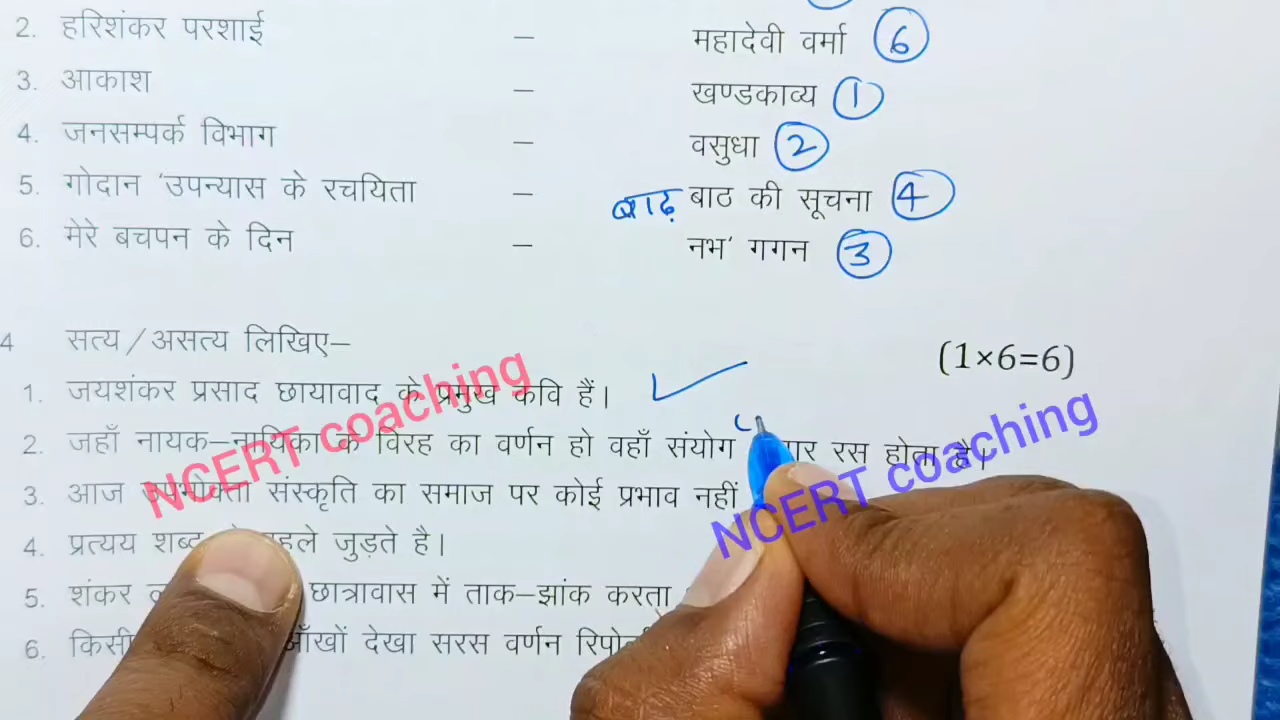 2. हरिशंकर परशाई – महादेवी वर्मा 6
3. आकाश – खण्डकाव्य 1
4. जनसम्पर्क विभाग – वसुधा 2
5. गोदान 'उपन्यास के रचयिता – बाढ़ बाठ की सूचना 4
6. मेरे बचपन के दिन – नभ' गगन 3
4 सत्य/असत्य लिखिए–
(1×6=6)
1. जयशंकर प्रसाद छायावाद के प्रमुख कवि हैं। ✓
2. जहाँ नायक–नायिका के विरह का वर्णन हो वहाँ संयोग रस होता है।
3. आज उपभोक्ता संस्कृति का समाज पर कोई प्रभाव नहीं
4. प्रत्यय शब्द पहले जुड़ते है।
5. शंकर छात्रावास में ताक–झांक करता
6. किसी आँखों देखा सरस वर्णन
NCERT coaching
NCERT coaching